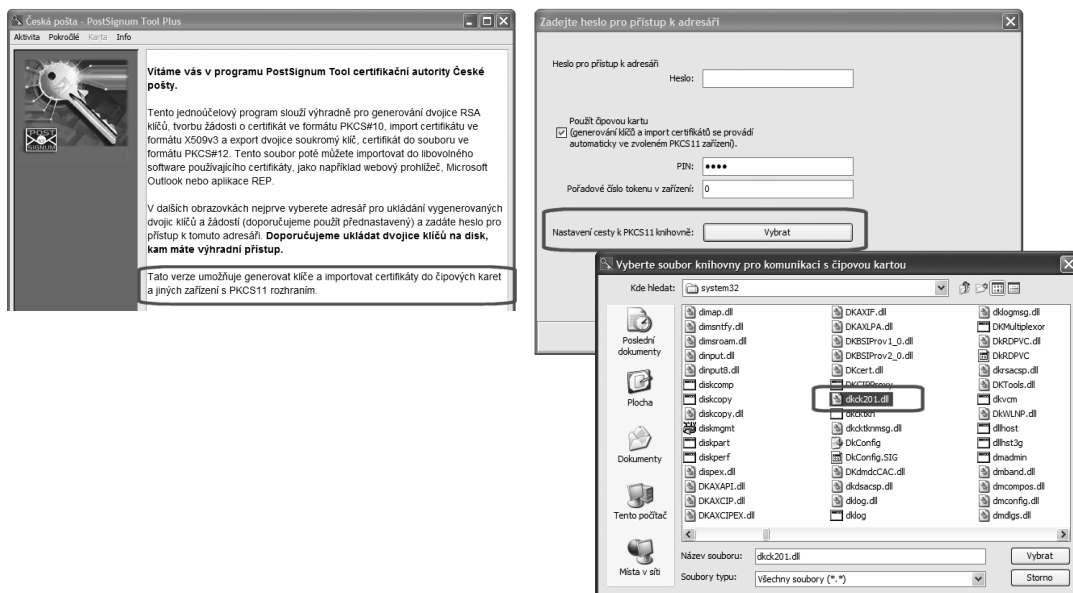 Česká pošta - PostSignum Tool Plus
Aktivita Pokročilé Karta Info
POST
SIGNUM
Vítáme vás v programu PostSignum Tool certifikační autority České
pošty.
Tento jednoúčelový program slouží výhradně pro generování dvojice RSA
klíčů, tvorbu žádosti o certifikát ve formátu PKCS#10, import certifikátu ve
formátu X509v3 a export dvojice soukromý klíč, certifikát do souboru ve
formátu PKCS#12. Tento soubor poté můžete importovat do libovolného
software používajícího certifikáty, jako například webový prohlížeč, Microsoft
Outlook nebo aplikace REP.
V dalších obrazovkách nejprve vyberete adresář pro ukládání vygenerovaných
dvojic klíčů a žádostí (doporučujeme použít přednastavený) a zadáte heslo pro
přístup k tomuto adresáři. Doporučujeme ukládat dvojice klíčů na disk,
kam máte výhradní přístup.
Tato verze umožňuje generovat klíče a importovat certifikáty do čipových karet
a jiných zařízení s PKCS11 rozhraním.
Zadejte heslo pro přístup k adresáři
Heslo pro přístup k adresáři
Heslo:
Použít čipovou kartu
(generování klíčů a import certifikátů se provádí
automaticky ve zvoleném PKCS11 zařízení).
PIN: ••••
Pořadové číslo tokenu v zařízení: 0
Nastavení cesty k PKCS11 knihovně: Vybrat
Vyberte soubor knihovny pro komunikaci s čipovou kartou
Kde hledat: system32
Poslední
dokumenty
Plocha
Dokumenty
Tento počítač
Místa v síti
dimap.dll
dimsntfy.dll
dimsroam.dll
dinput.dll
dinput8.dll
diskcomp
diskcopy
diskcopy.dll
diskmgmt
diskpart
diskperf
dispex.dll
DKAXAPI.dll
DKAXCIP.dll
DKAXCIPEX.dll
DKAXIF.dll
DKAXLPA.dll
DKBSIProv1_0.dll
DKBSIProv2_0.dll
DKcert.dll
DKCIPProxy
dkck201.dll
dkcktkn
dkcktknmsg.dll
DkConfig
DkConfig.SIG
DKdmdcCAC.dll
dkdsacsp.dll
dklog.dll
dklog
dklogmsg.dll
DKMultiplexor
DkRDPVC.dll
DkRDPVC
dkrsacsp.dll
DKTools.dll
dkvcm
DkWLNP.dll
dllhost
dllhst3g
dmadmin
dmband.dll
dmcompos.dll
dmconfig.dll
dmdlgs.dll
Název souboru: dkck201.dll Vybrat
Soubory typu: Všechny soubory (*.*) Storno